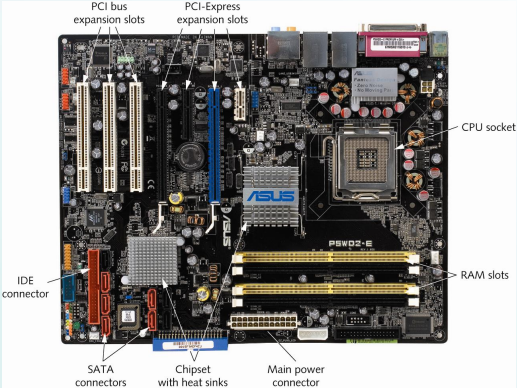 PCI bus
expansion slots
PCI-Express
expansion slots
CPU socket
ASUS
P5WD2-E
RAM slots
IDE
connector
SATA
connectors
Chipset
with heat sinks
Main power
connector